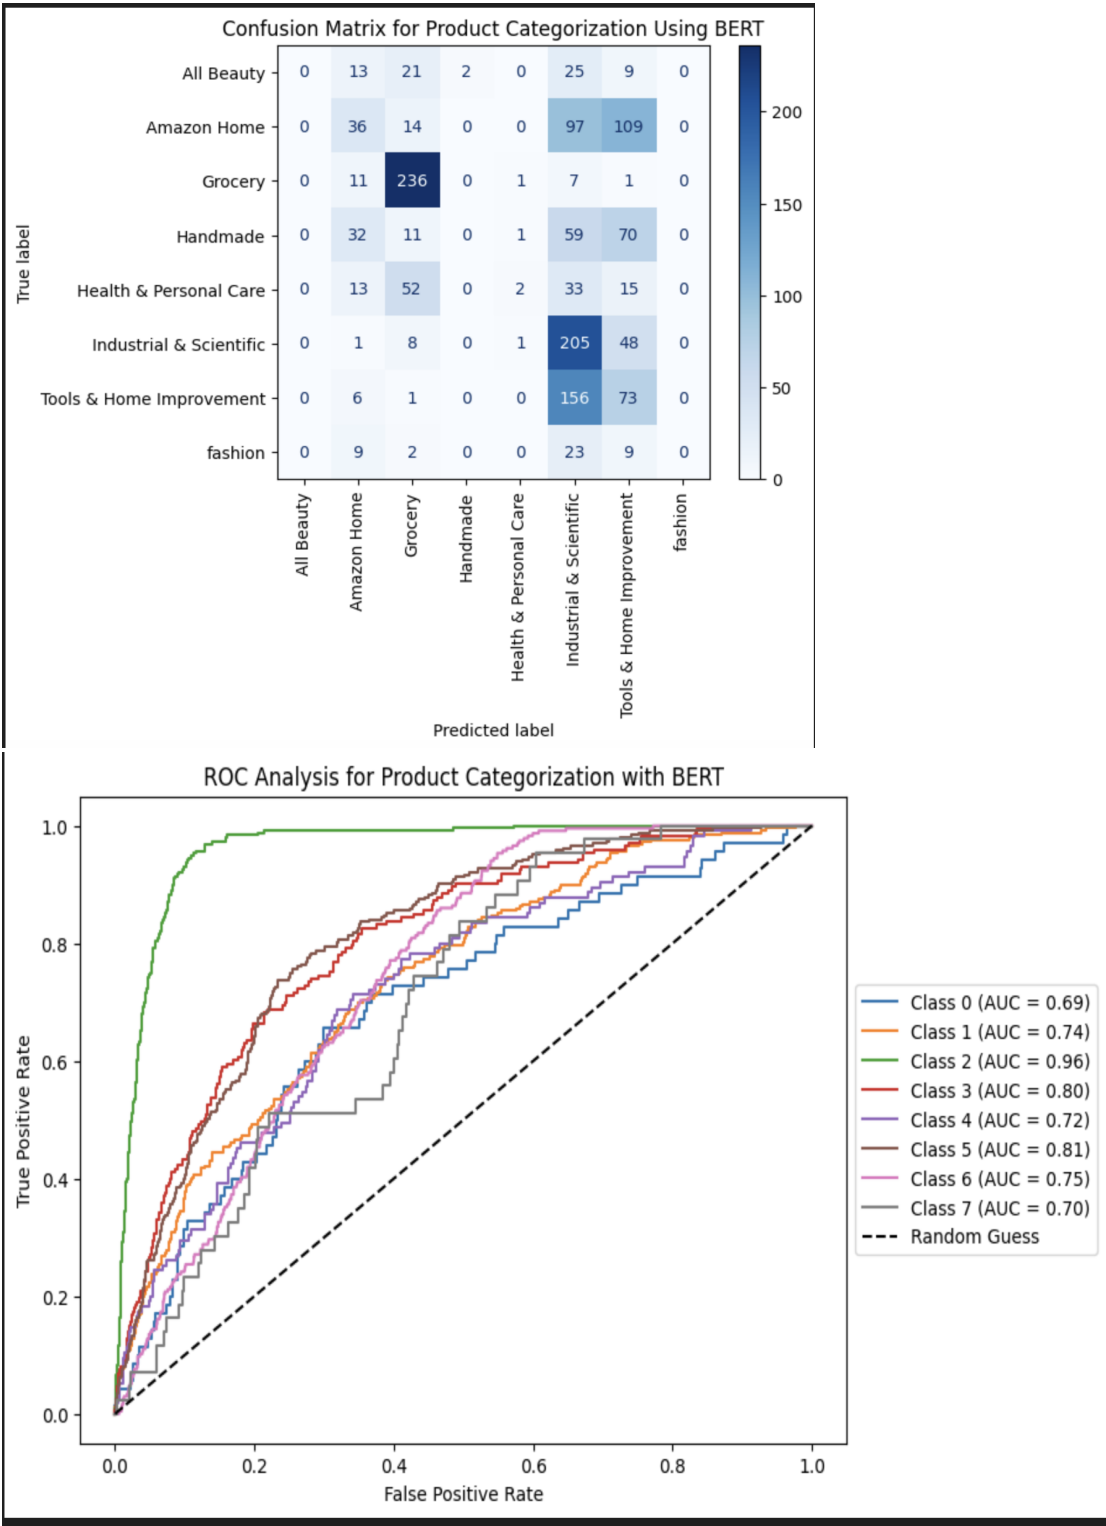 Confusion Matrix for Product Categorization Using BERT
All Beauty 0 13 21 2 0 25 9 0
Amazon Home 0 36 14 0 0 97 109 0
Grocery 0 11 236 0 1 7 1 0
Handmade 0 32 11 0 1 59 70 0
Health & Personal Care 0 13 52 0 2 33 15 0
Industrial & Scientific 0 1 8 0 1 205 48 0
Tools & Home Improvement 0 6 1 0 0 156 73 0
fashion 0 9 2 0 0 23 9 0
True label
200
150
100
50
0
All Beauty
Amazon Home
Grocery
Handmade
Health & Personal Care
Industrial & Scientific
Tools & Home Improvement
fashion
Predicted label
ROC Analysis for Product Categorization with BERT
True Positive Rate
1.0
0.8
0.6
0.4
0.2
0.0
0.0 0.2 0.4 0.6 0.8 1.0
False Positive Rate
Class 0 (AUC = 0.69)
Class 1 (AUC = 0.74)
Class 2 (AUC = 0.96)
Class 3 (AUC = 0.80)
Class 4 (AUC = 0.72)
Class 5 (AUC = 0.81)
Class 6 (AUC = 0.75)
Class 7 (AUC = 0.70)
Random Guess